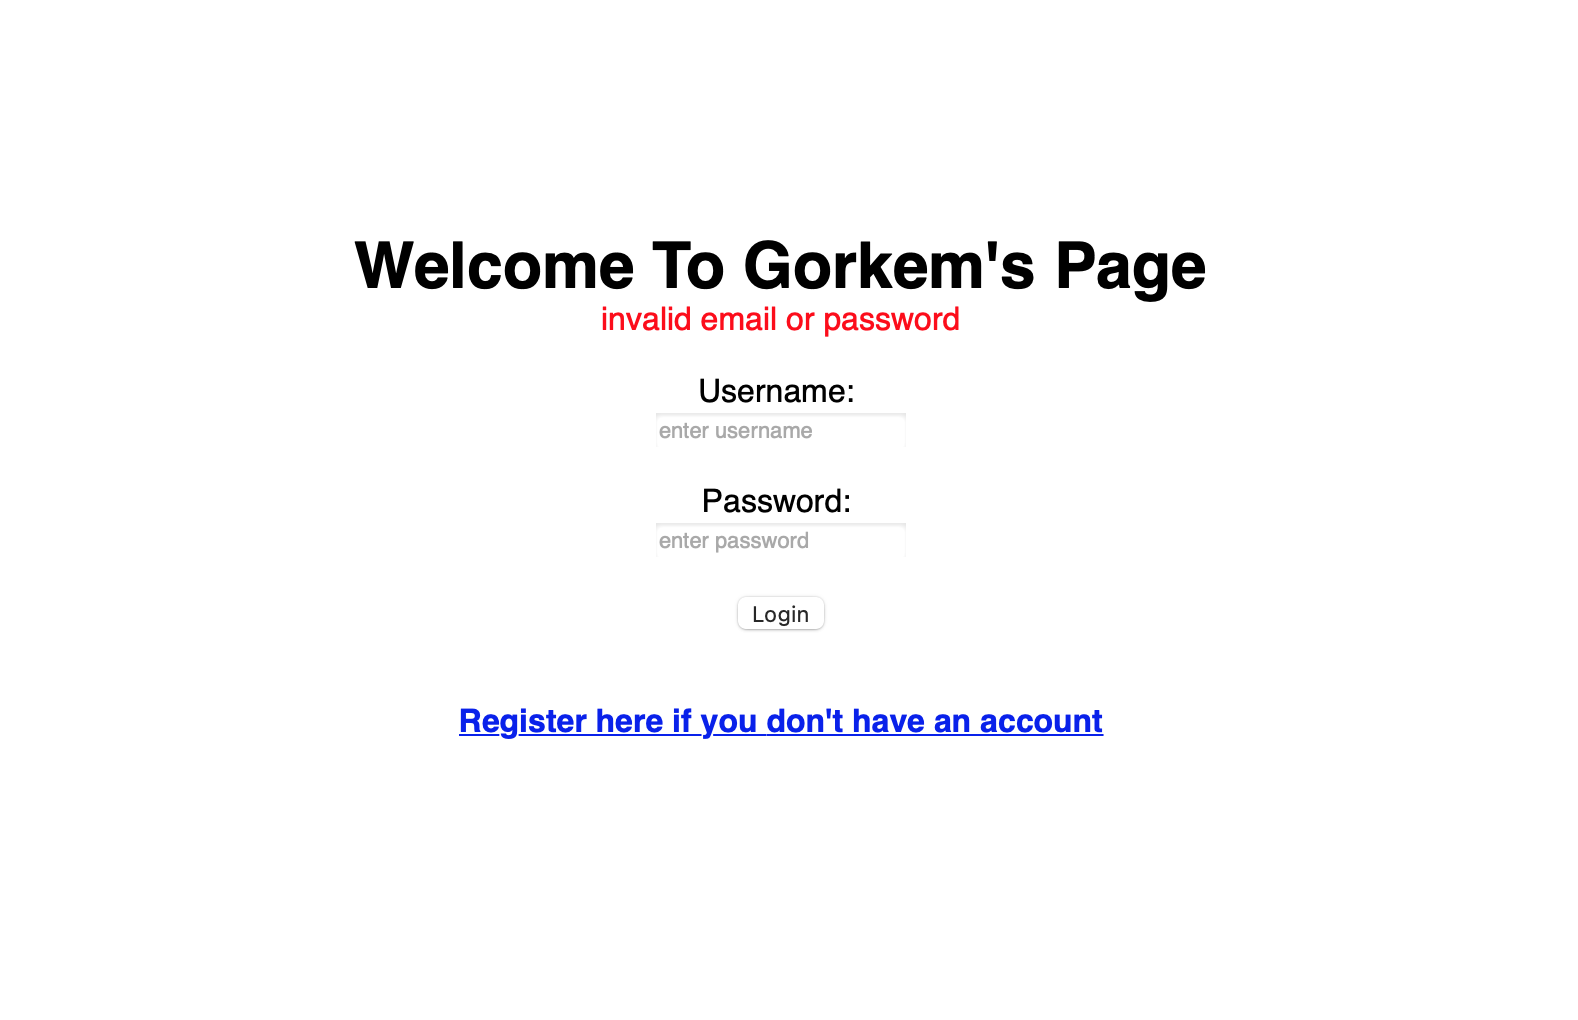 Welcome To Gorkem's Page
invalid email or password
Username:
enter username
Password:
enter password
Login
Register here if you don't have an account